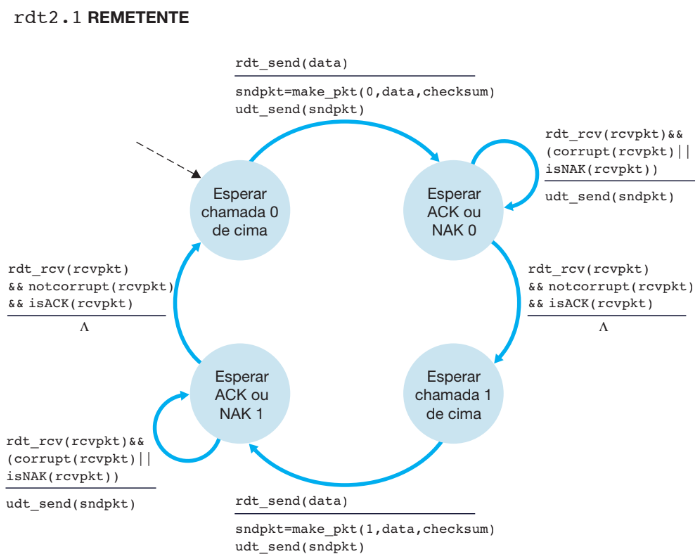 rdt2.1 REMETENTE
rdt_send(data)
sndpkt=make_pkt(0,data,checksum)
udt_send(sndpkt)
Esperar
chamada 0
de cima
Esperar
ACK ou
NAK 0
rdt_rcv(rcvpkt)&&
(corrupt(rcvpkt)||
isNAK(rcvpkt))
udt_send(sndpkt)
rdt_rcv(rcvpkt)
&& notcorrupt(rcvpkt)
&& isACK(rcvpkt)
Λ
rdt_rcv(rcvpkt)
&& notcorrupt(rcvpkt)
&& isACK(rcvpkt)
Λ
Esperar
ACK ou
NAK 1
Esperar
chamada 1
de cima
rdt_rcv(rcvpkt)&&
(corrupt(rcvpkt)||
isNAK(rcvpkt))
udt_send(sndpkt)
rdt_send(data)
sndpkt=make_pkt(1,data,checksum)
udt_send(sndpkt)